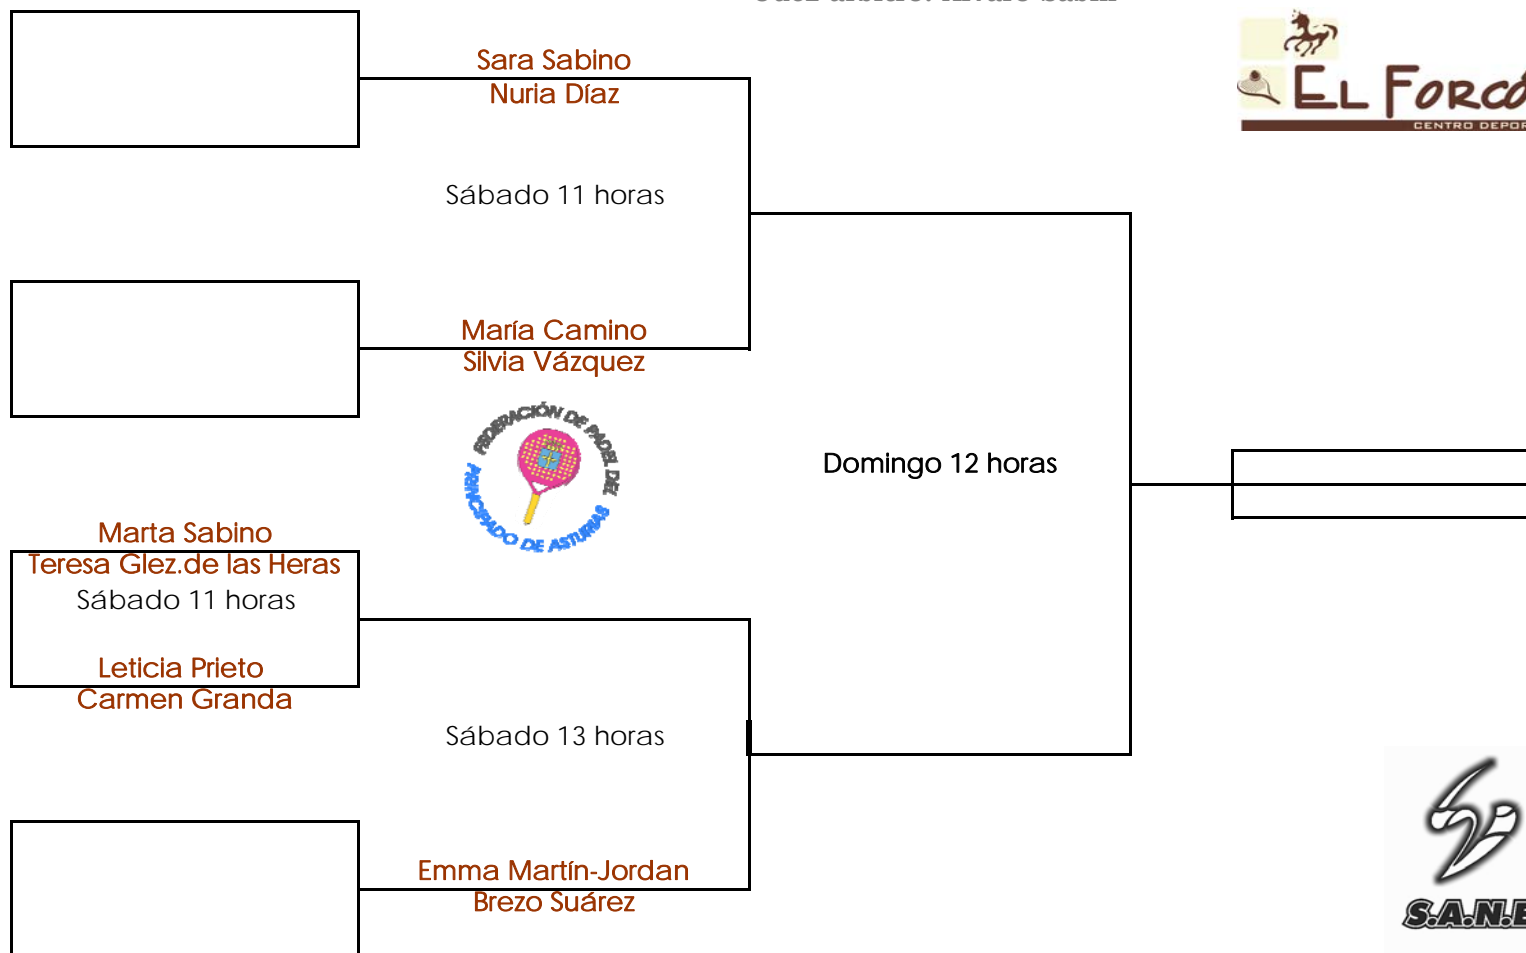 Sara Sabino
Nuria Díaz
Sábado 11 horas
María Camino
Silvia Vázquez
FEDERACIÓN DE PADEL DEL
PRINCIPADO DE ASTURIAS
Domingo 12 horas
Marta Sabino
Teresa Glez.de las Heras
Sábado 11 horas
Leticia Prieto
Carmen Granda
Sábado 13 horas
Emma Martín-Jordan
Brezo Suárez
EL FORCÓ
CENTRO DEPOR
S.A.N.E